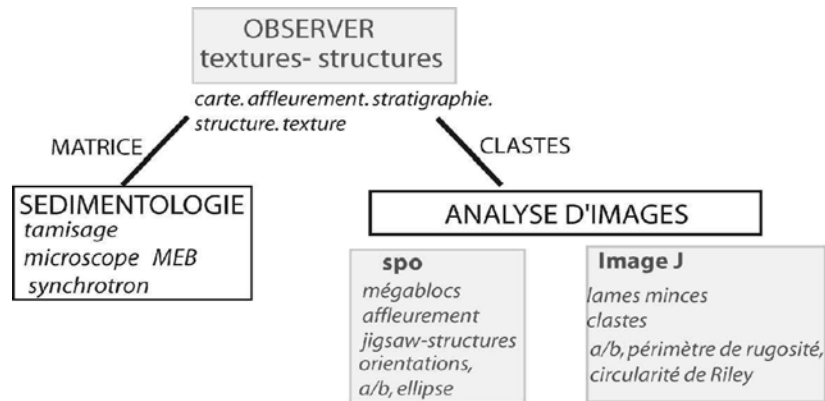 OBSERVER
textures- structures
carte. affleurement. stratigraphie.
structure. texture
MATRICE
CLASTES
SEDIMENTOLOGIE
tamisage
microscope MEB
synchrotron
ANALYSE D'IMAGES
spo
mégablocs
affleurement
jigsaw-structures
orientations,
a/b, ellipse
Image J
lames minces
clastes
a/b, périmètre de rugosité,
circularité de Riley